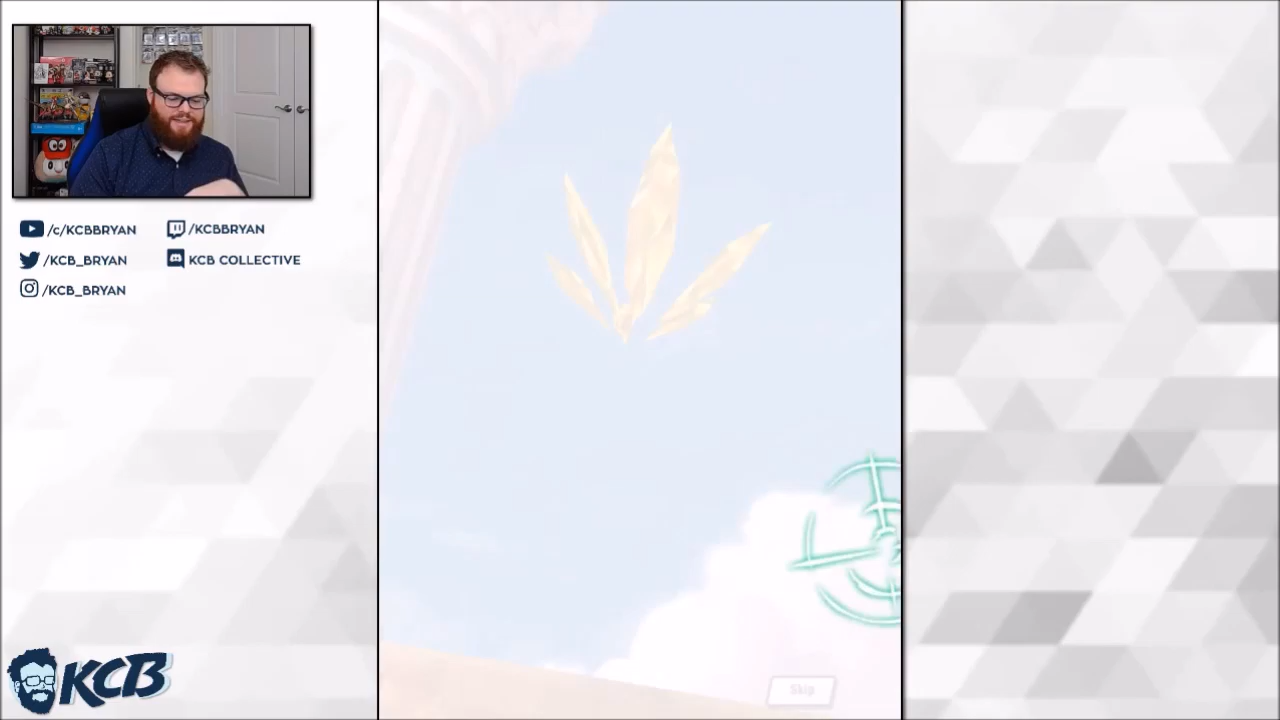 /c/KCBBRYAN
/KCBBRYAN
/KCB_BRYAN
KCB COLLECTIVE
/KCB_BRYAN
KCB
Skip